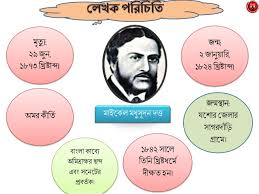 লেখক পরিচিতি
মৃত্যু:
২৯ জুন,
১৮৭৩ খ্রিষ্টাব্দ।
জন্ম:
২ জানুয়ারি,
১৮২৪ খ্রিষ্টাব্দ।
মাইকেল মধুসূদন দত্ত
অমর কীর্তি
জন্মস্থান:
যশোর জেলার
সাগরদাঁড়ি
গ্রামে।
বাংলা কাব্যে
অমিত্রাক্ষর ছন্দ
এবং সনেটের
প্রবর্তক।
১৮৪২ সালে
তিনি খ্রিষ্টধর্মে
দীক্ষিত হন।